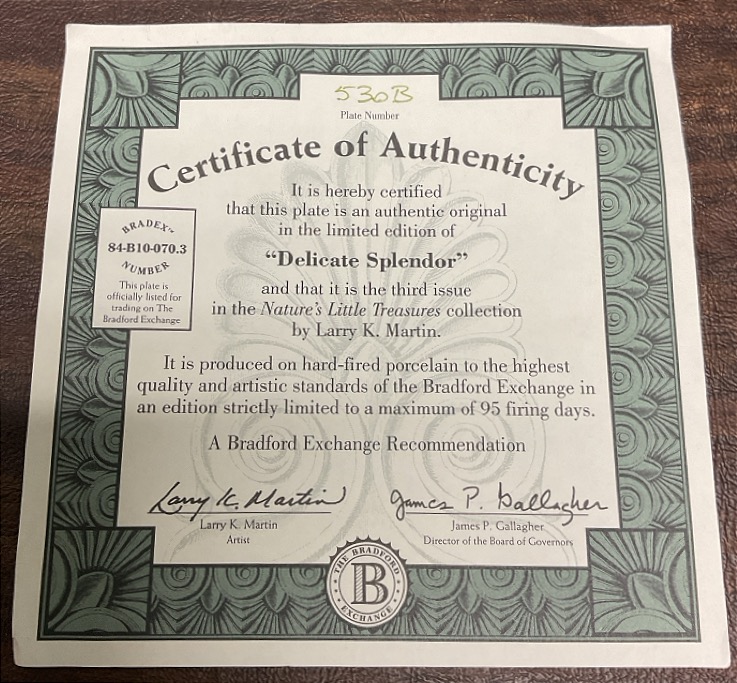 530B
Plate Number
Certificate of Authenticity
It is hereby certified
that this plate is an authentic original
in the limited edition of
“Delicate Splendor”
and that it is the third issue
in the Nature's Little Treasures collection
by Larry K. Martin.
BRADEX™
84-B10-070.3
NUMBER
This plate is
officially listed for
trading on The
Bradford Exchange
It is produced on hard-fired porcelain to the highest
quality and artistic standards of the Bradford Exchange in
an edition strictly limited to a maximum of 95 firing days.
A Bradford Exchange Recommendation
Larry K. Martin
Larry K. Martin
Artist
James P. Gallagher
James P. Gallagher
Director of the Board of Governors
THE BRADFORD
B
EXCHANGE